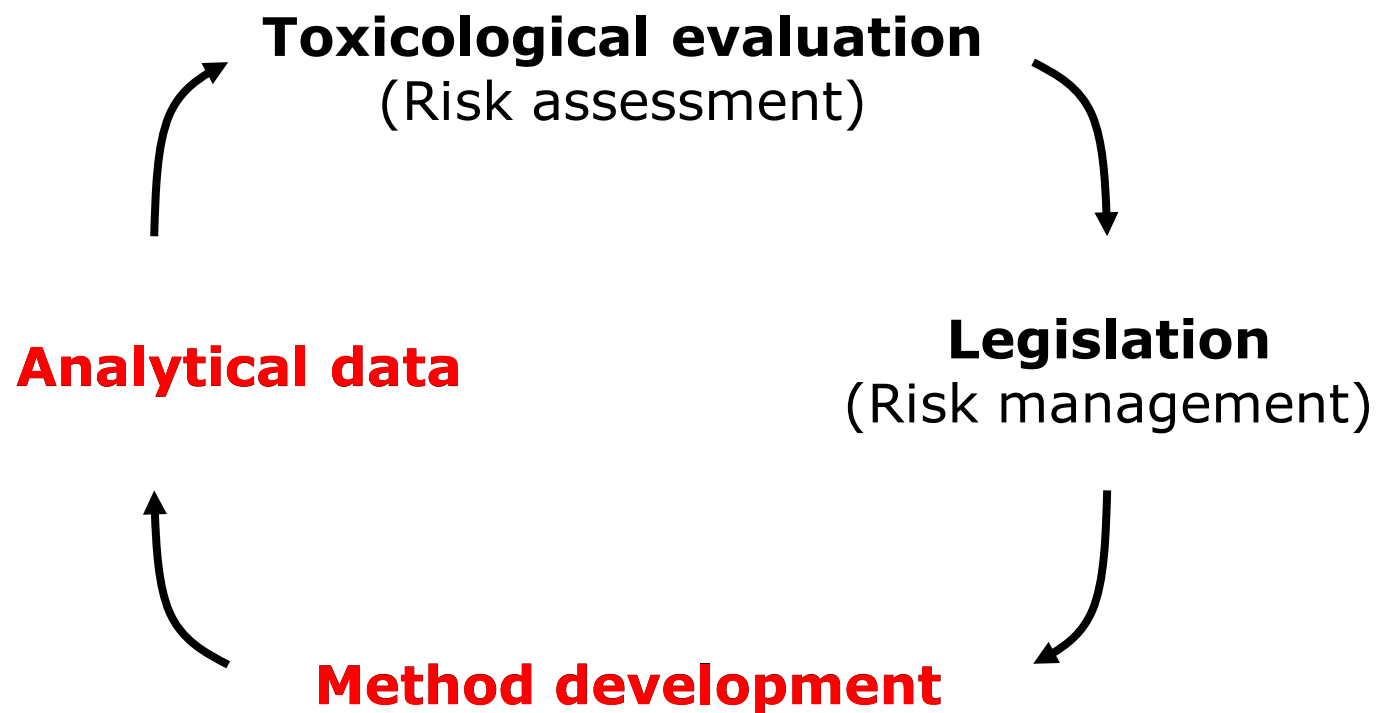 Toxicological evaluation
(Risk assessment)
Legislation
(Risk management)
Analytical data
Method development